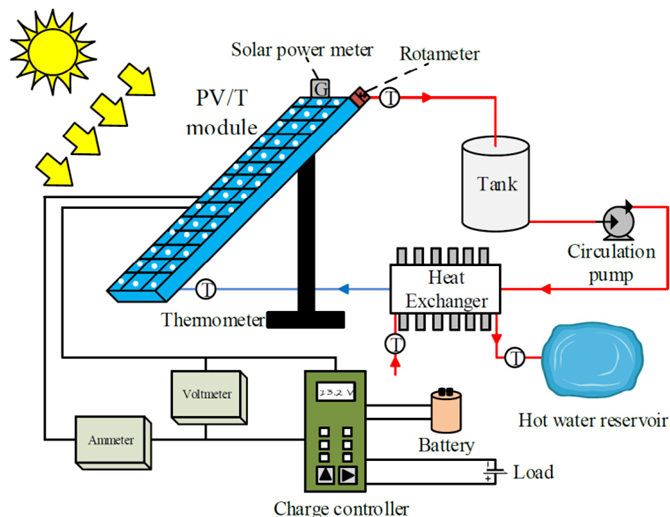 Solar power meter
Rotameter
G
PV/T
module
T
Tank
Circulation
pump
Heat
Exchanger
T
Thermometer
T
T
Hot water reservoir
Voltmeter
13.2 V
Ammeter
Battery
Load
Charge controller